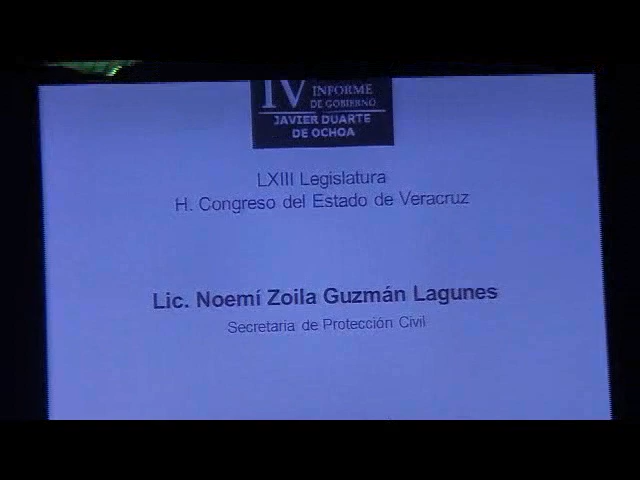 IV INFORME
DE GOBIERNO
JAVIER DUARTE
DE OCHOA
LXIII Legislatura
H. Congreso del Estado de Veracruz
Lic. Noemí Zoila Guzmán Lagunes
Secretaria de Protección Civil